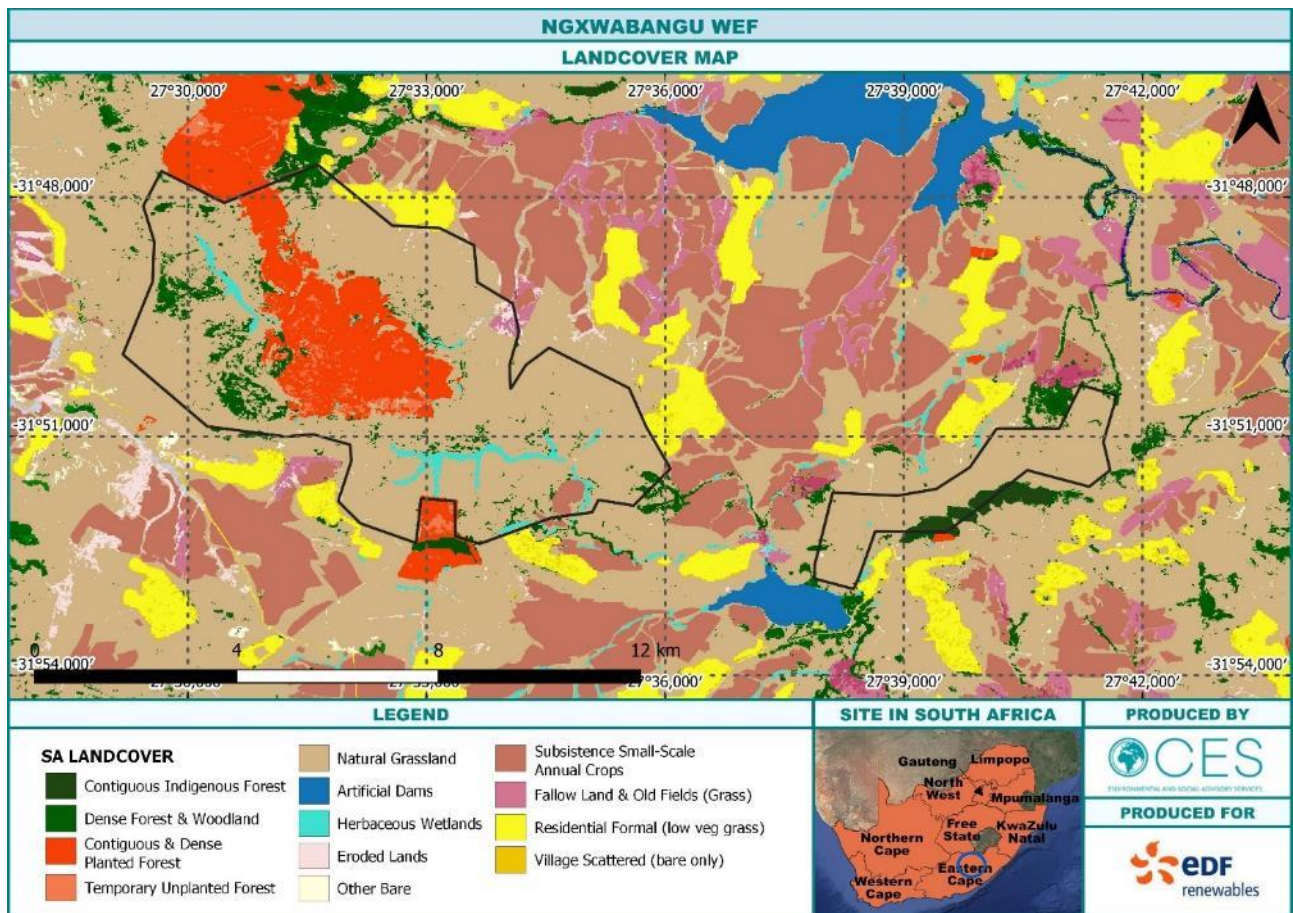 NGXWABANGU WEF
LANDCOVER MAP
27°30,000′ 27°33,000′ 27°36,000′ 27°39,000′ 27°42,000′
-31°48,000′ -31°48,000′
-31°51,000′ -31°51,000′
0 4 8 12 km
-31°54,000′ -31°54,000′
27°36,000′ 27°39,000′ 27°42,000′
LEGEND
SA LANDCOVER
Contiguous Indigenous Forest
Dense Forest & Woodland
Contiguous & Dense
Planted Forest
Temporary Unplanted Forest
Natural Grassland
Artificial Dams
Herbaceous Wetlands
Eroded Lands
Other Bare
Subsistence Small-Scale
Annual Crops
Fallow Land & Old Fields (Grass)
Residential Formal (low veg grass)
Village Scattered (bare only)
SITE IN SOUTH AFRICA
Gauteng
Limpopo
North
West
Mpumalanga
Free
State
KwaZulu
Natal
Northern
Cape
Eastern
Cape
Western
Cape
PRODUCED BY
CES
ENVIRONMENTAL AND SOCIAL ADVISORY SERVICES
PRODUCED FOR
eDF
renewables